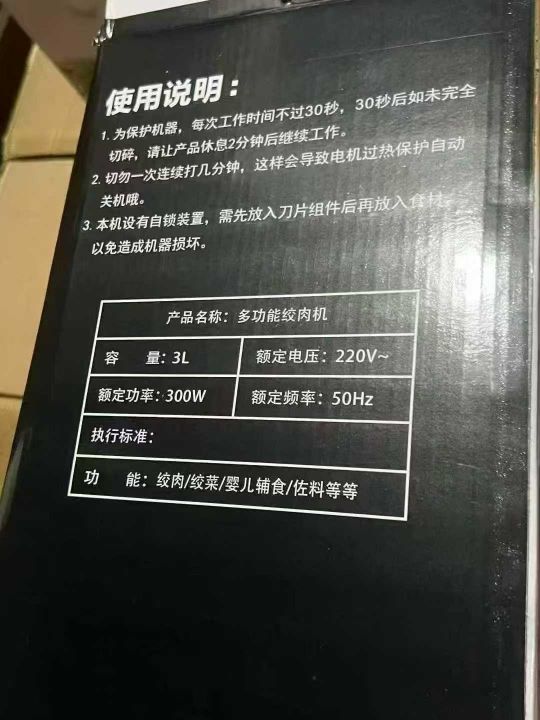 使用说明：
1. 为保护机器，每次工作时间不过30秒，30秒后如未完全
切碎，请让产品休息2分钟后继续工作。
2. 切勿一次连续打几分钟，这样会导致电机过热保护自动
关机哦。
3. 本机设有自锁装置，需先放入刀片组件后再放入食材，
以免造成机器损坏。
产品名称：多功能绞肉机
容 量：3L 额定电压：220V~
额定功率：300W 额定频率：50Hz
执行标准：
功 能：绞肉/绞菜/婴儿辅食/佐料等等